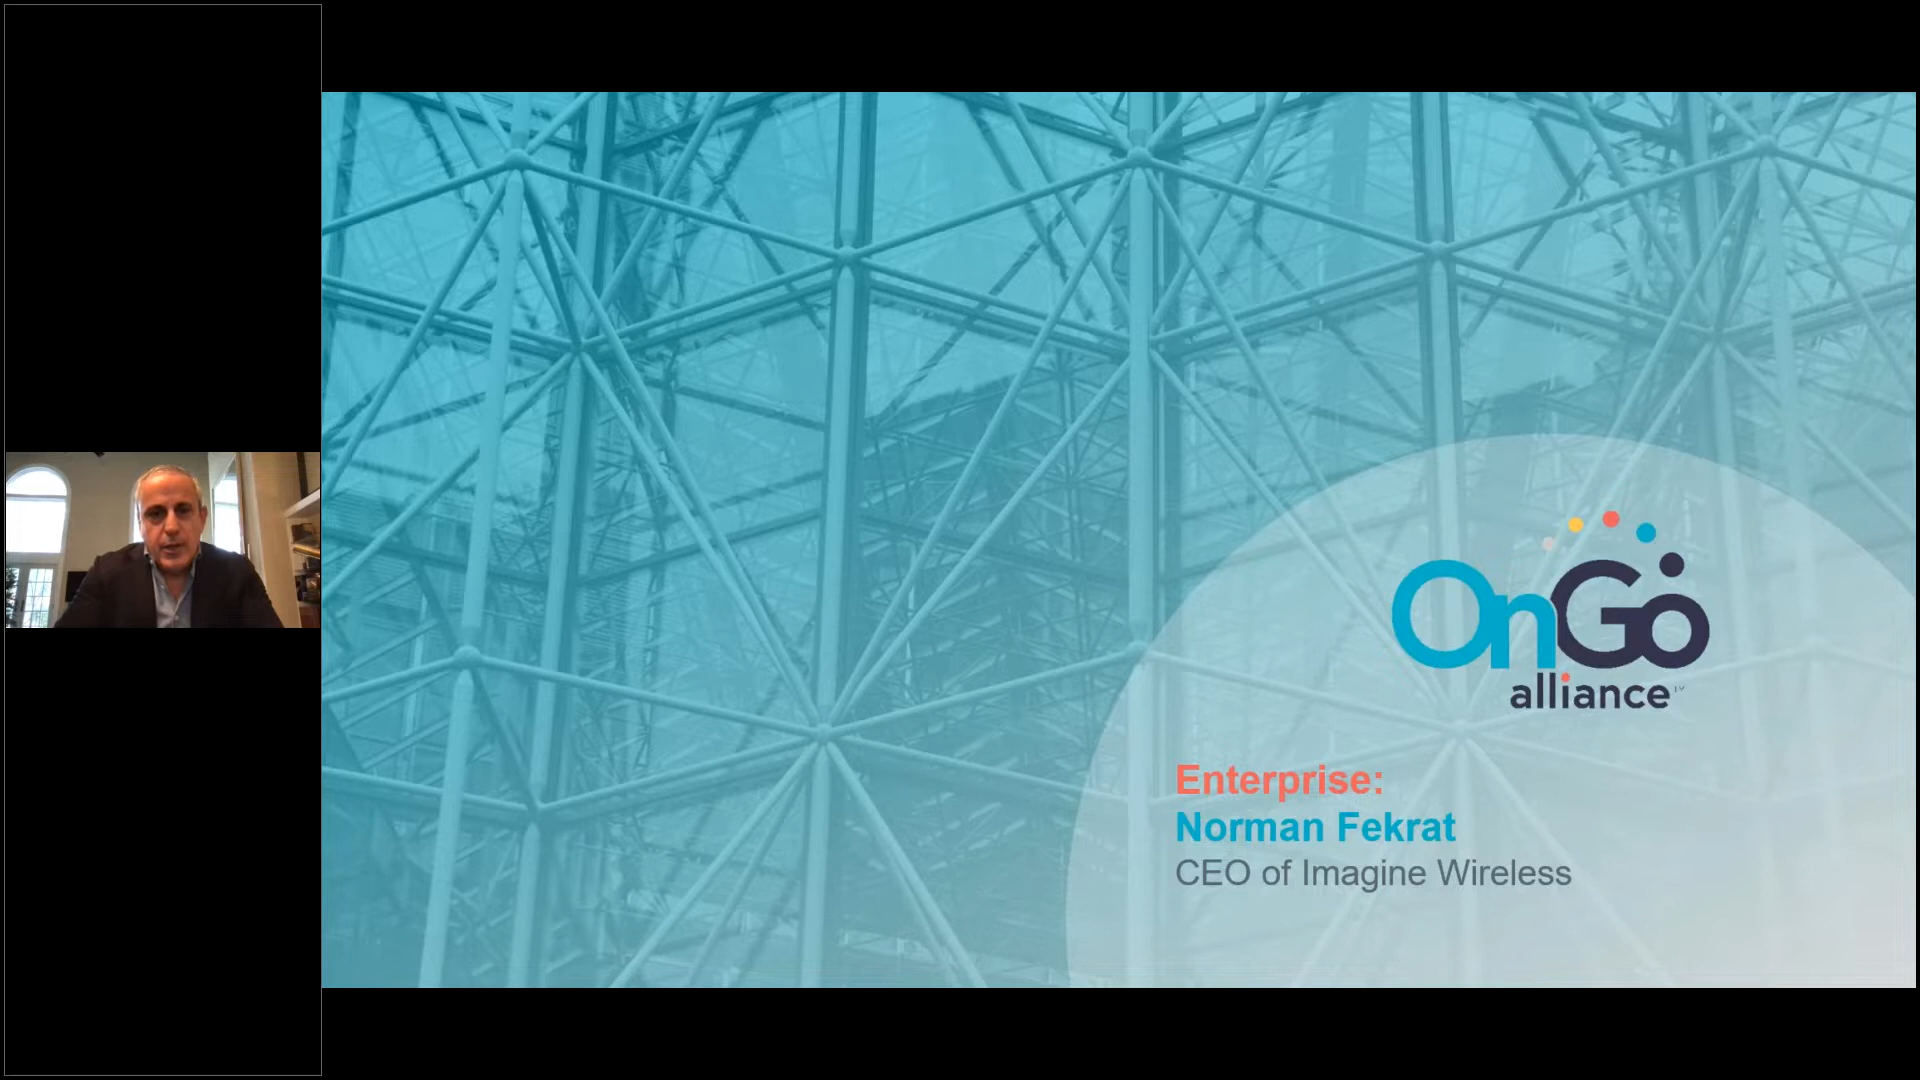 OnGo
alliance
Enterprise:
Norman Fekrat
CEO of Imagine Wireless